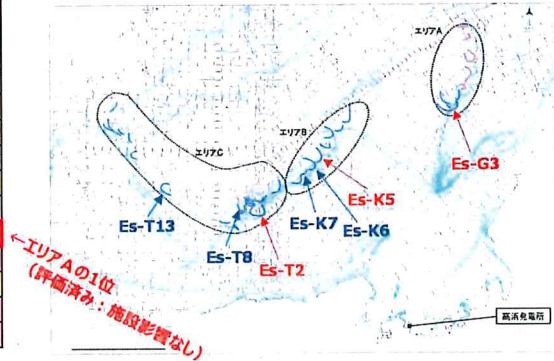 エリアA
エリアB
エリアC
Es-G3
Es-K5
Es-K7
Es-K6
Es-T13
Es-T8
Es-T2
←エリアAの1位
(評価済み:施設影響なし)
高浜発電所